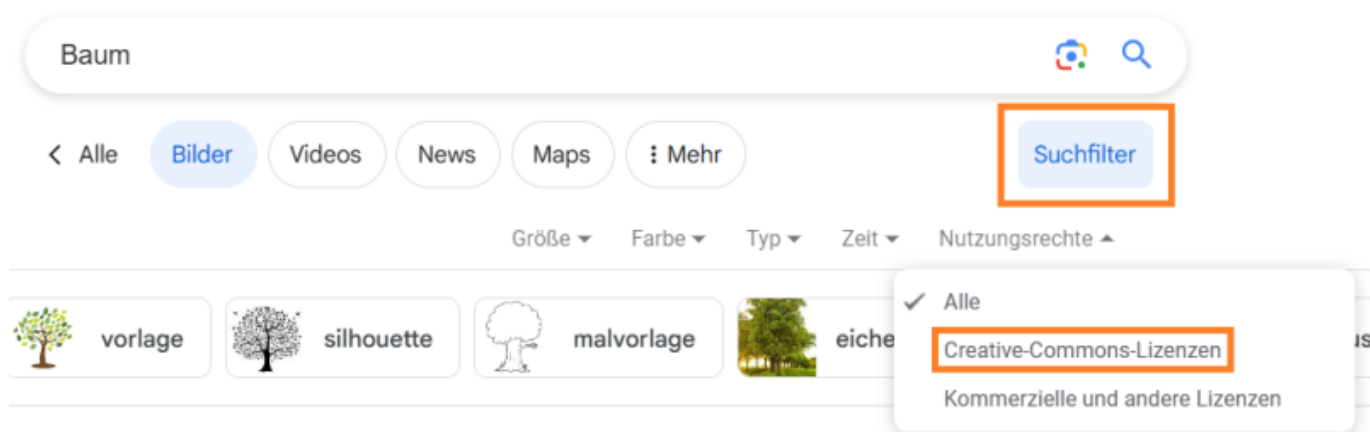 Baum
Alle Bilder Videos News Maps Mehr Suchfilter
Größe Farbe Typ Zeit Nutzungsrechte
vorlage silhouette malvorlage eiche
Alle
Creative-Commons-Lizenzen
Kommerzielle und andere Lizenzen